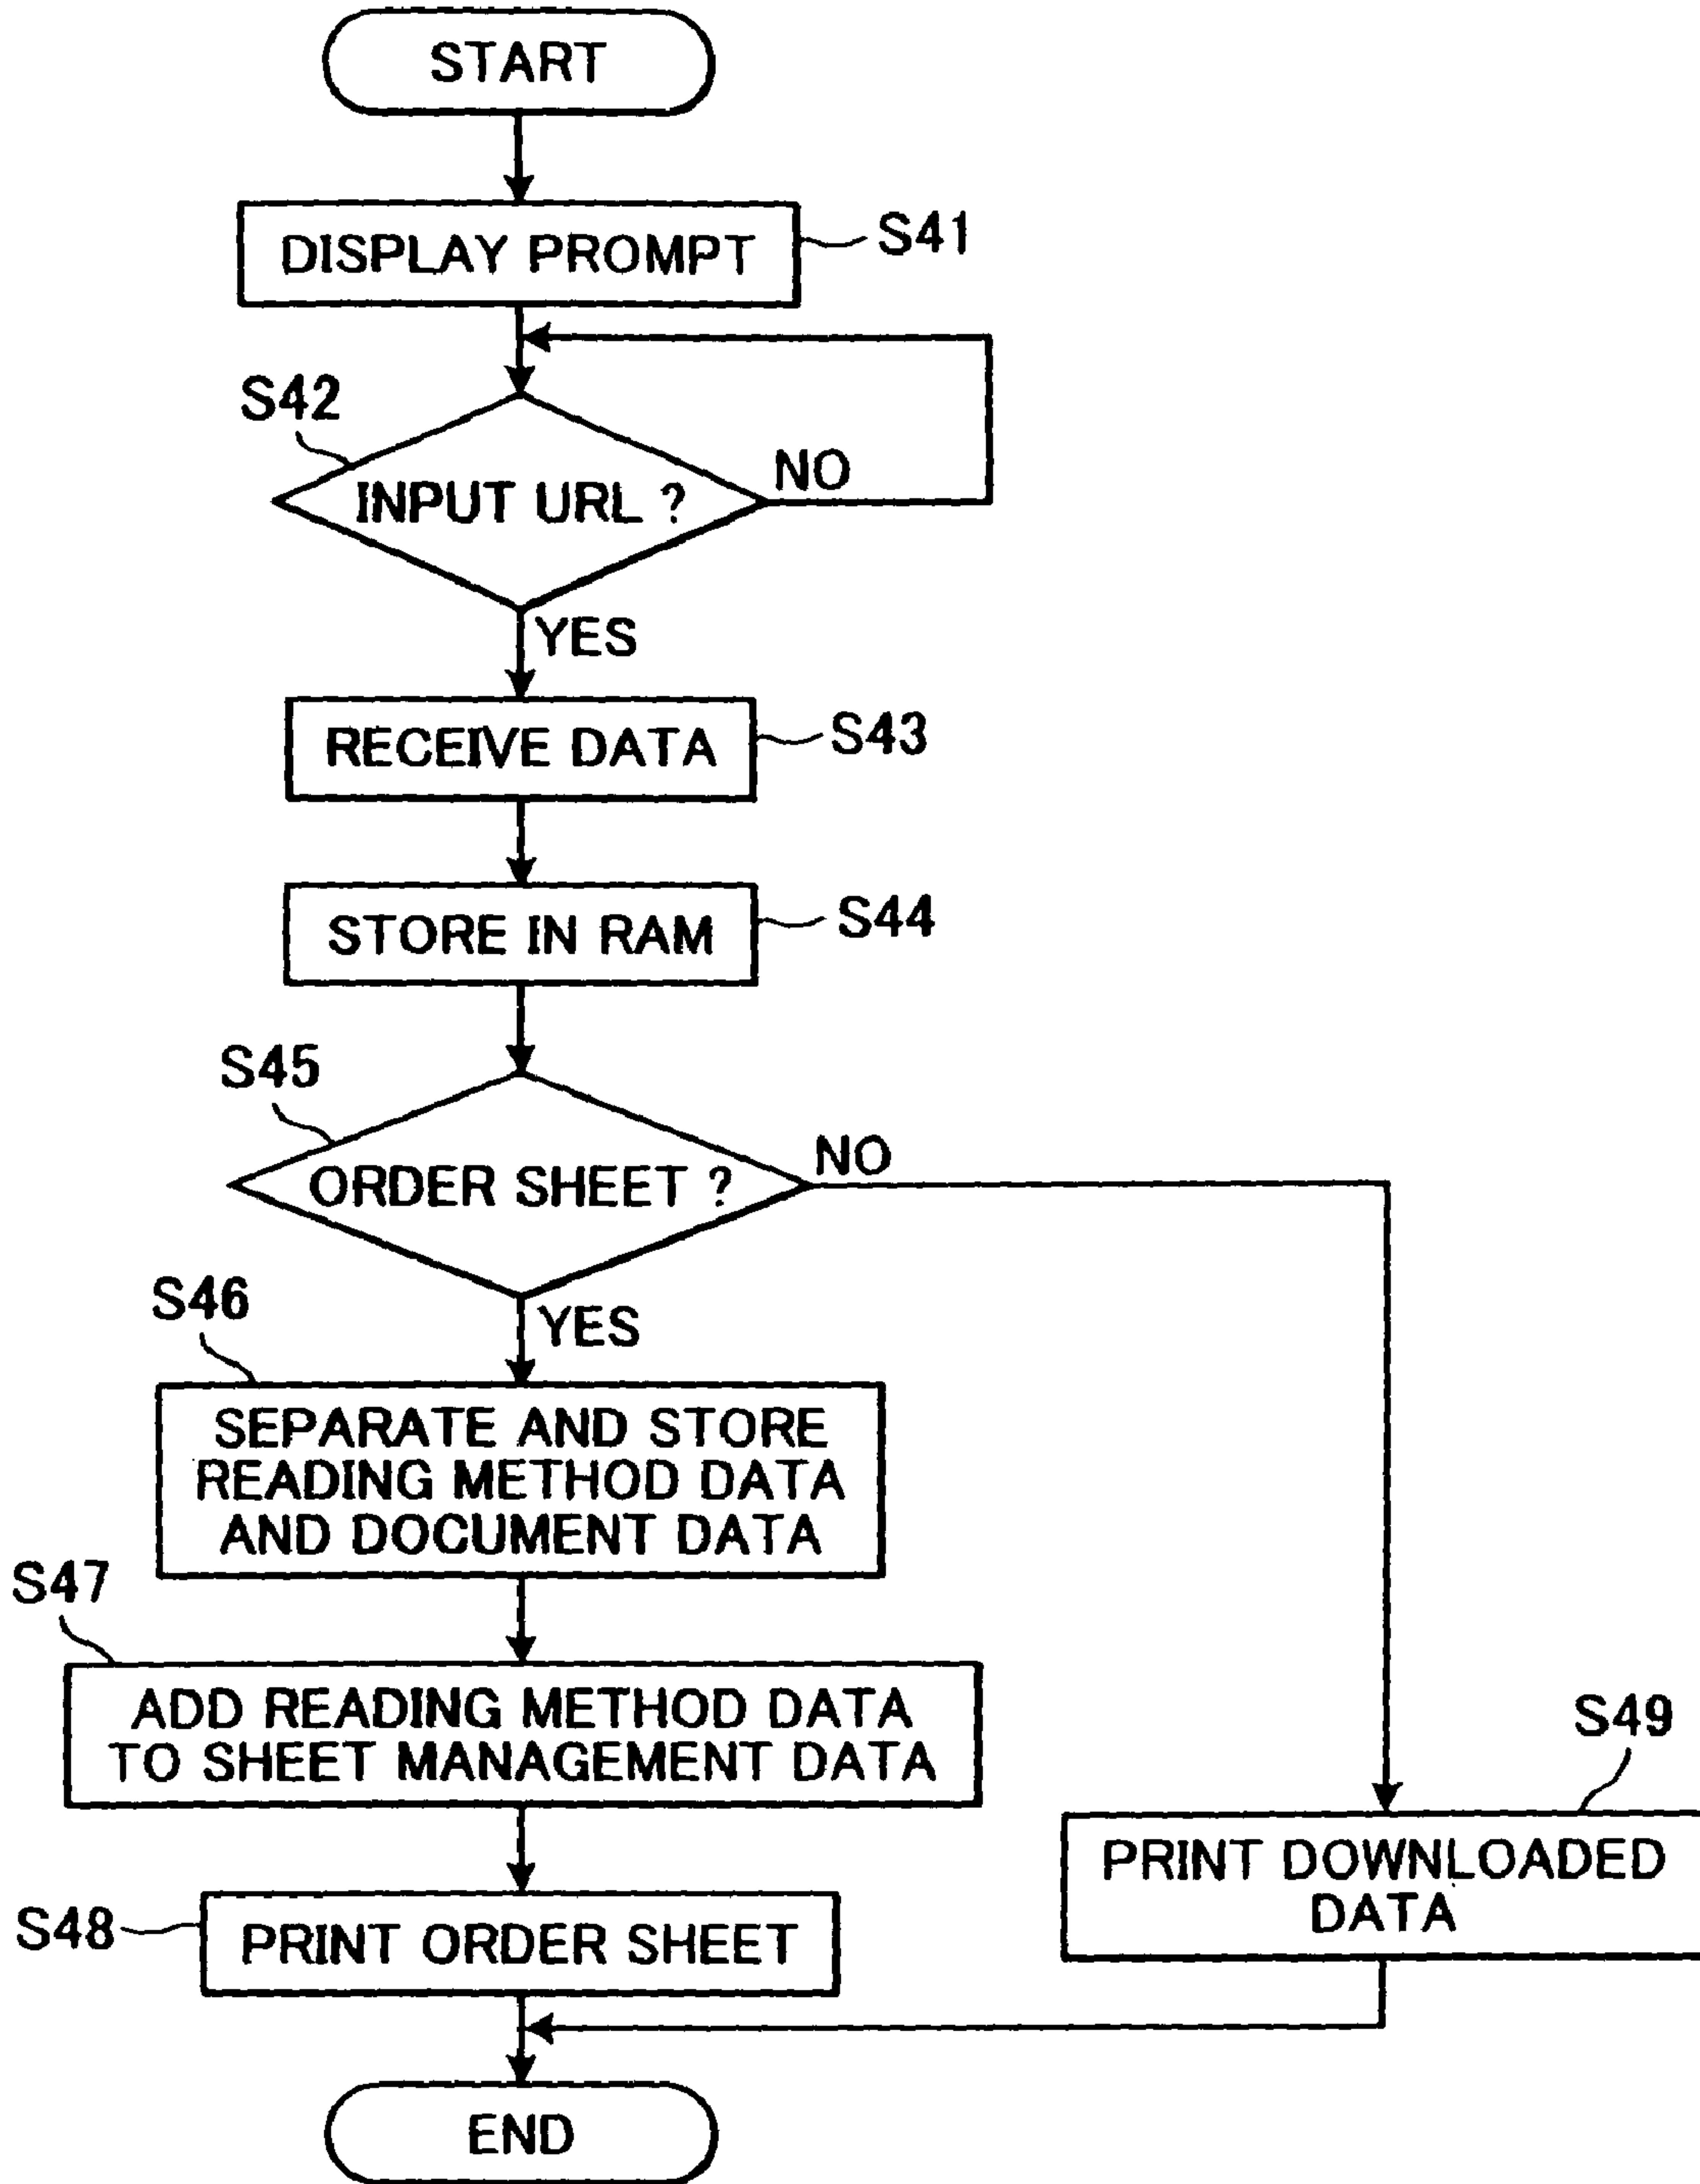 START
DISPLAY PROMPT
S41
S42
INPUT URL ?
NO
YES
RECEIVE DATA
S43
STORE IN RAM
S44
S45
ORDER SHEET ?
NO
YES
S46
SEPARATE AND STORE
READING METHOD DATA
AND DOCUMENT DATA
S47
ADD READING METHOD DATA
TO SHEET MANAGEMENT DATA
S48
PRINT ORDER SHEET
S49
PRINT DOWNLOADED
DATA
END